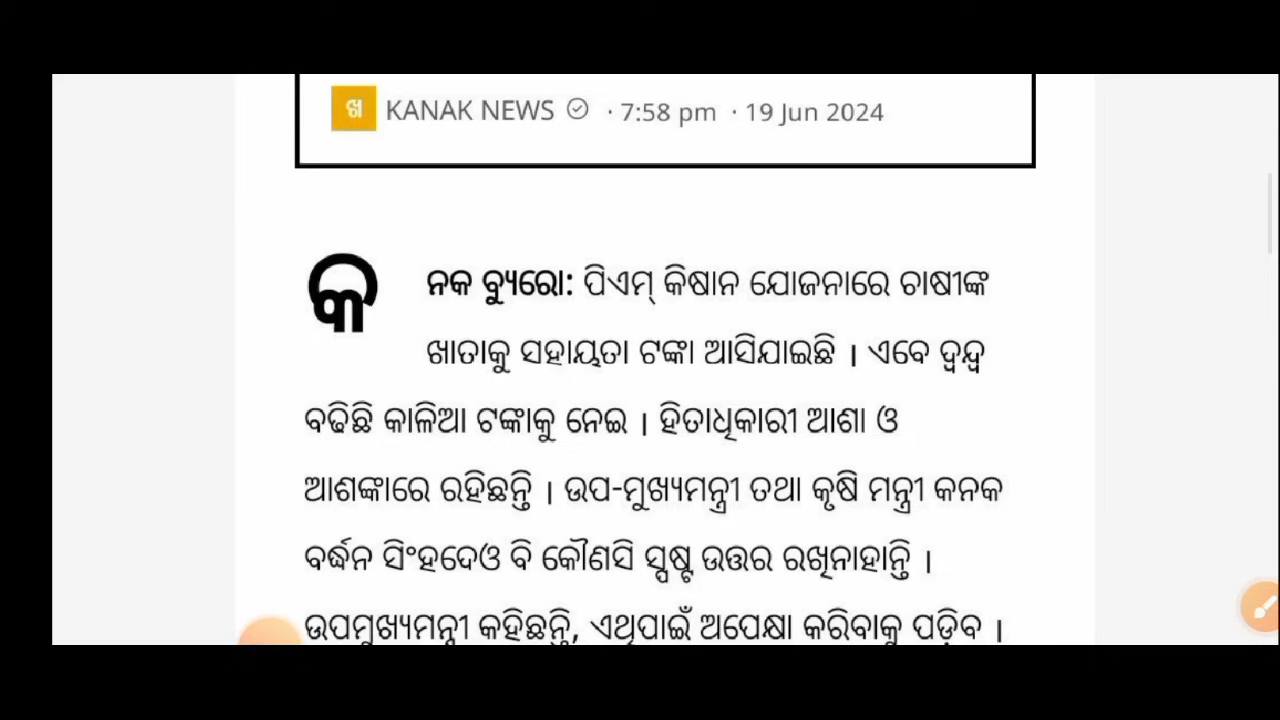 ଖ KANAK NEWS · 7:58 pm · 19 Jun 2024
କନକ ବ୍ୟୁରୋ: ପିଏମ୍ କିଷାନ ଯୋଜନାରେ ଚାଷୀଙ୍କ
ଖାତାକୁ ସହାୟତା ଟଙ୍କା ଆସିଯାଇଛି । ଏବେ ଦ୍ୱନ୍ଦ୍ୱ
ବଢିଛି କାଳିଆ ଟଙ୍କାକୁ ନେଇ । ହିତାଧିକାରୀ ଆଶା ଓ
ଆଶଙ୍କାରେ ରହିଛନ୍ତି । ଉପ-ମୁଖ୍ୟମନ୍ତ୍ରୀ ତଥା କୃଷି ମନ୍ତ୍ରୀ କନକ
ବର୍ଦ୍ଧନ ସିଂହଦେଓ ବି କୌଣସି ସ୍ପଷ୍ଟ ଉତ୍ତର ରଖିନାହାନ୍ତି ।
ଉପମୁଖ୍ୟମନ୍ତ୍ରୀ କହିଛନ୍ତି, ଏଥିପାଇଁ ଅପେକ୍ଷା କରିବାକୁ ପଡ଼ିବ ।